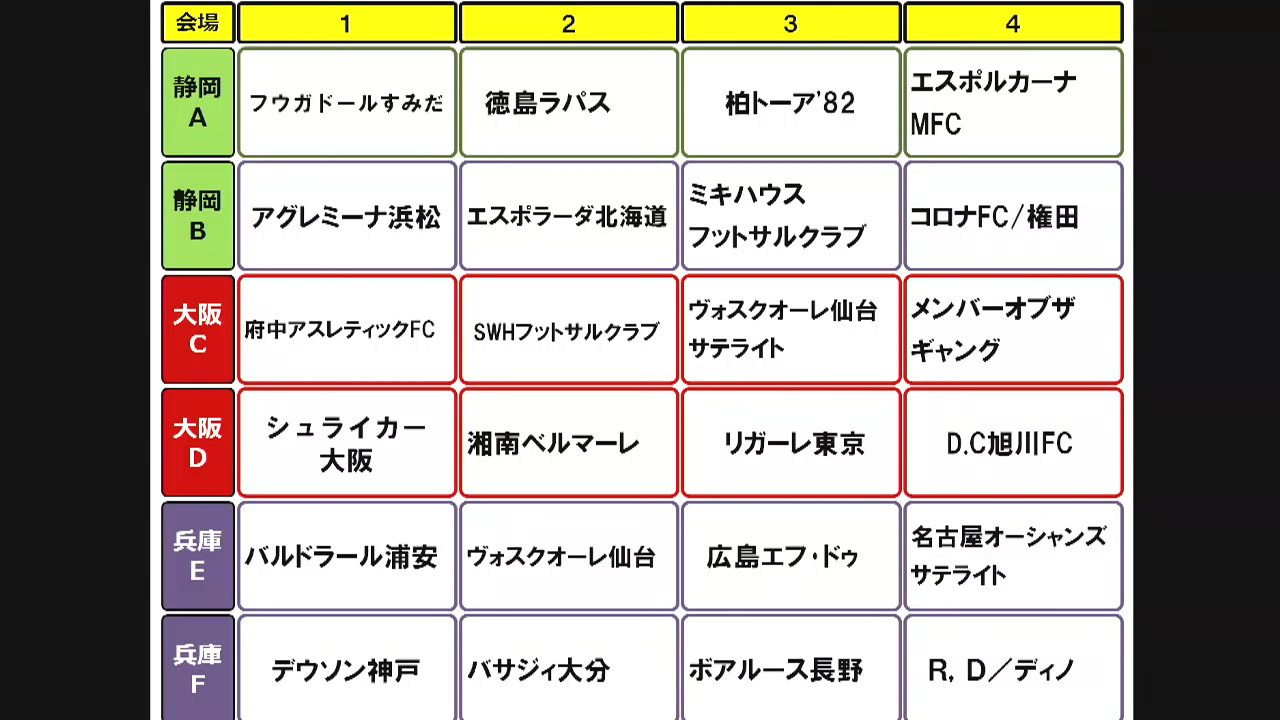 会場 1 2 3 4
静岡
A
フウガドールすみだ
徳島ラパス
柏トーア'82
エスポルカーナ
MFC
静岡
B
アグレミーナ浜松
エスポラーダ北海道
ミキハウス
フットサルクラブ
コロナFC/権田
大阪
C
府中アスレティックFC
SWHフットサルクラブ
ヴォスクオーレ仙台
サテライト
メンバーオブザ
ギャング
大阪
D
シュライカー
大阪
湘南ベルマーレ
リガーレ東京
D.C旭川FC
兵庫
E
バルドラール浦安
ヴォスクオーレ仙台
広島エフ・ドゥ
名古屋オーシャンズ
サテライト
兵庫
F
デウソン神戸
バサジィ大分
ボアルース長野
R,D／ディノ